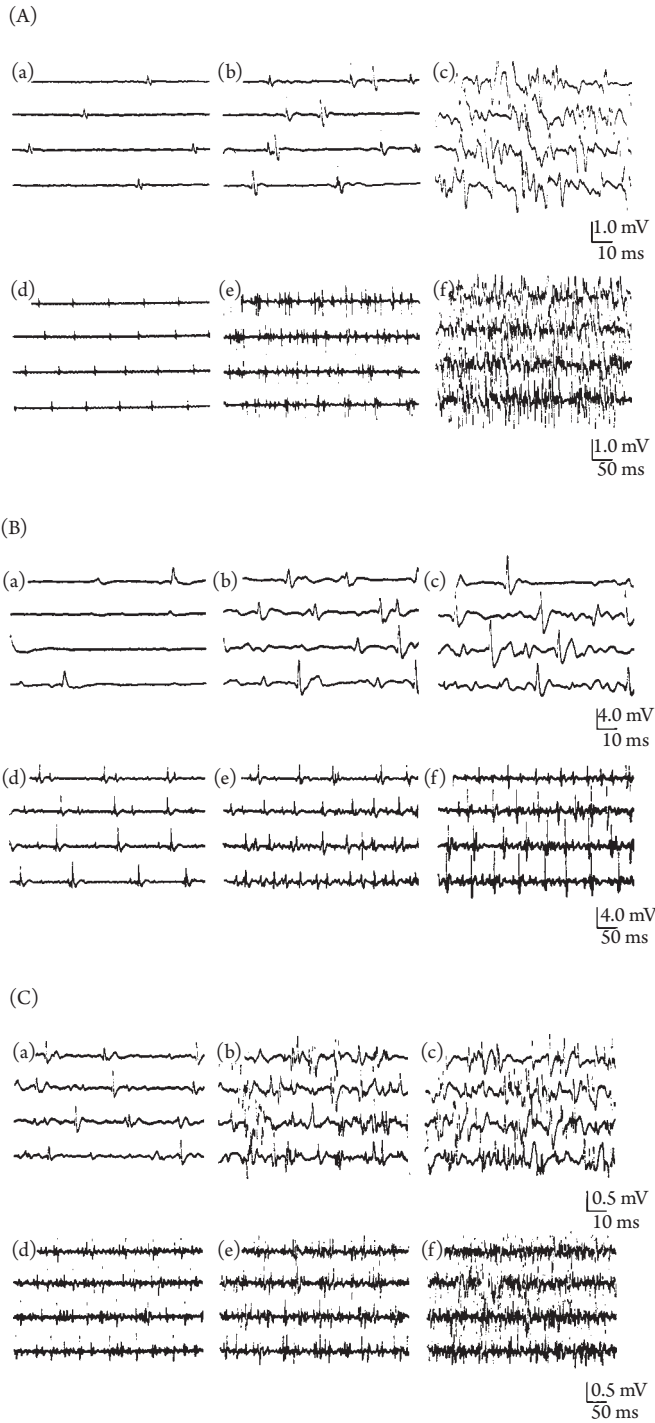 (A)
(a) (b) (c)
1.0 mV
10 ms
(d) (e) (f)
1.0 mV
50 ms
(B)
(a) (b) (c)
4.0 mV
10 ms
(d) (e) (f)
4.0 mV
50 ms
(C)
(a) (b) (c)
0.5 mV
10 ms
(d) (e) (f)
0.5 mV
50 ms